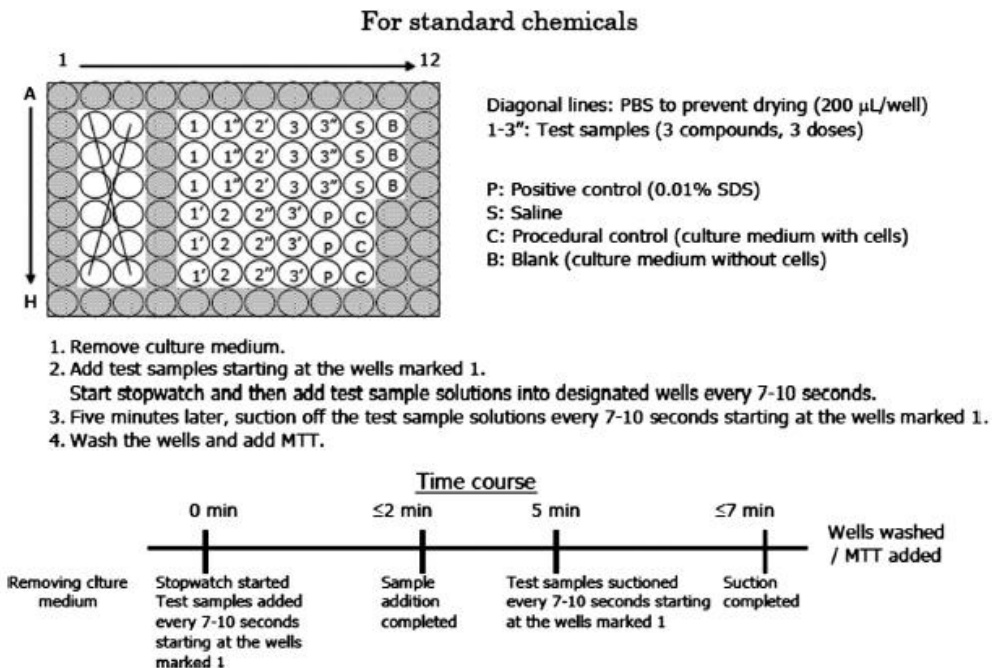 For standard chemicals
1 12
A
1 1″ 2′ 3 3″ S B
1 1″ 2′ 3 3″ S B
1 1″ 2′ 3 3″ S B
1′ 2 2″ 3′ P C
1′ 2 2″ 3′ P C
1′ 2 2″ 3′ P C
H
Diagonal lines: PBS to prevent drying (200 μL/well)
1-3″: Test samples (3 compounds, 3 doses)
P: Positive control (0.01% SDS)
S: Saline
C: Procedural control (culture medium with cells)
B: Blank (culture medium without cells)
1. Remove culture medium.
2. Add test samples starting at the wells marked 1.
Start stopwatch and then add test sample solutions into designated wells every 7-10 seconds.
3. Five minutes later, suction off the test sample solutions every 7-10 seconds starting at the wells marked 1.
4. Wash the wells and add MTT.
Time course
0 min ≤2 min 5 min ≤7 min
Wells washed
/ MTT added
Removing clture
medium
Stopwatch started
Test samples added
every 7-10 seconds
starting at the wells
marked 1
Sample
addition
completed
Test samples suctioned
every 7-10 seconds starting
at the wells marked 1
Suction
completed